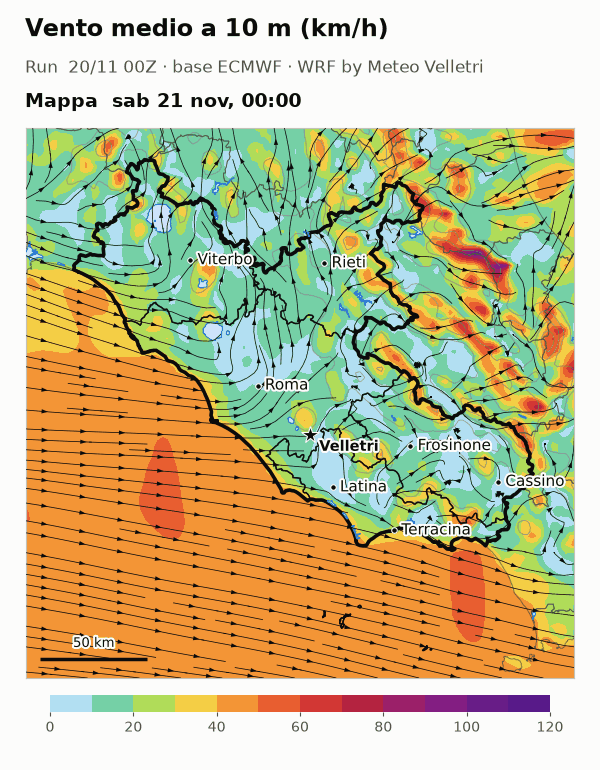 Vento medio a 10 m (km/h)
Run 20/11 00Z · base ECMWF · WRF by Meteo Velletri
Mappa sab 21 nov, 00:00
Viterbo
Rieti
Roma
Velletri
Frosinone
Latina
Cassino
Terracina
50 km
0 20 40 60 80 100 120